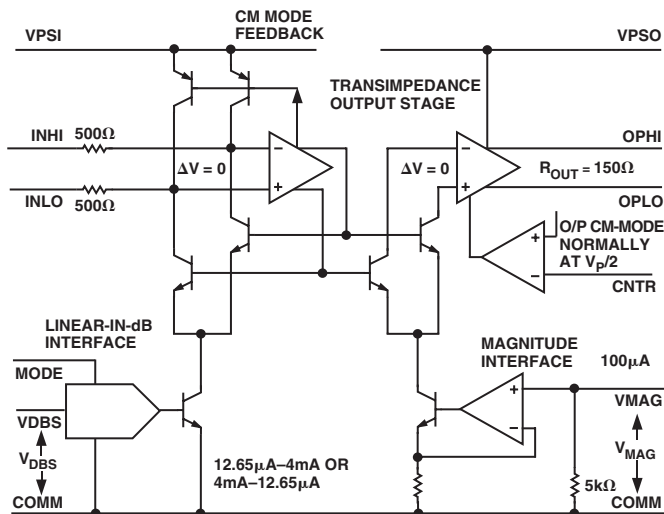 CM MODE
FEEDBACK
VPSI
VPSO
TRANSIMPEDANCE
OUTPUT STAGE
INHI
500Ω
OPHI
ΔV = 0
ΔV = 0
R_OUT = 150Ω
INLO
500Ω
OPLO
O/P CM-MODE
NORMALLY
AT V_P/2
CNTR
LINEAR-IN-dB
INTERFACE
MAGNITUDE
INTERFACE
100μA
MODE
VDBS
VMAG
V_DBS
V_MAG
12.65μA–4mA OR
4mA–12.65μA
5kΩ
COMM
COMM